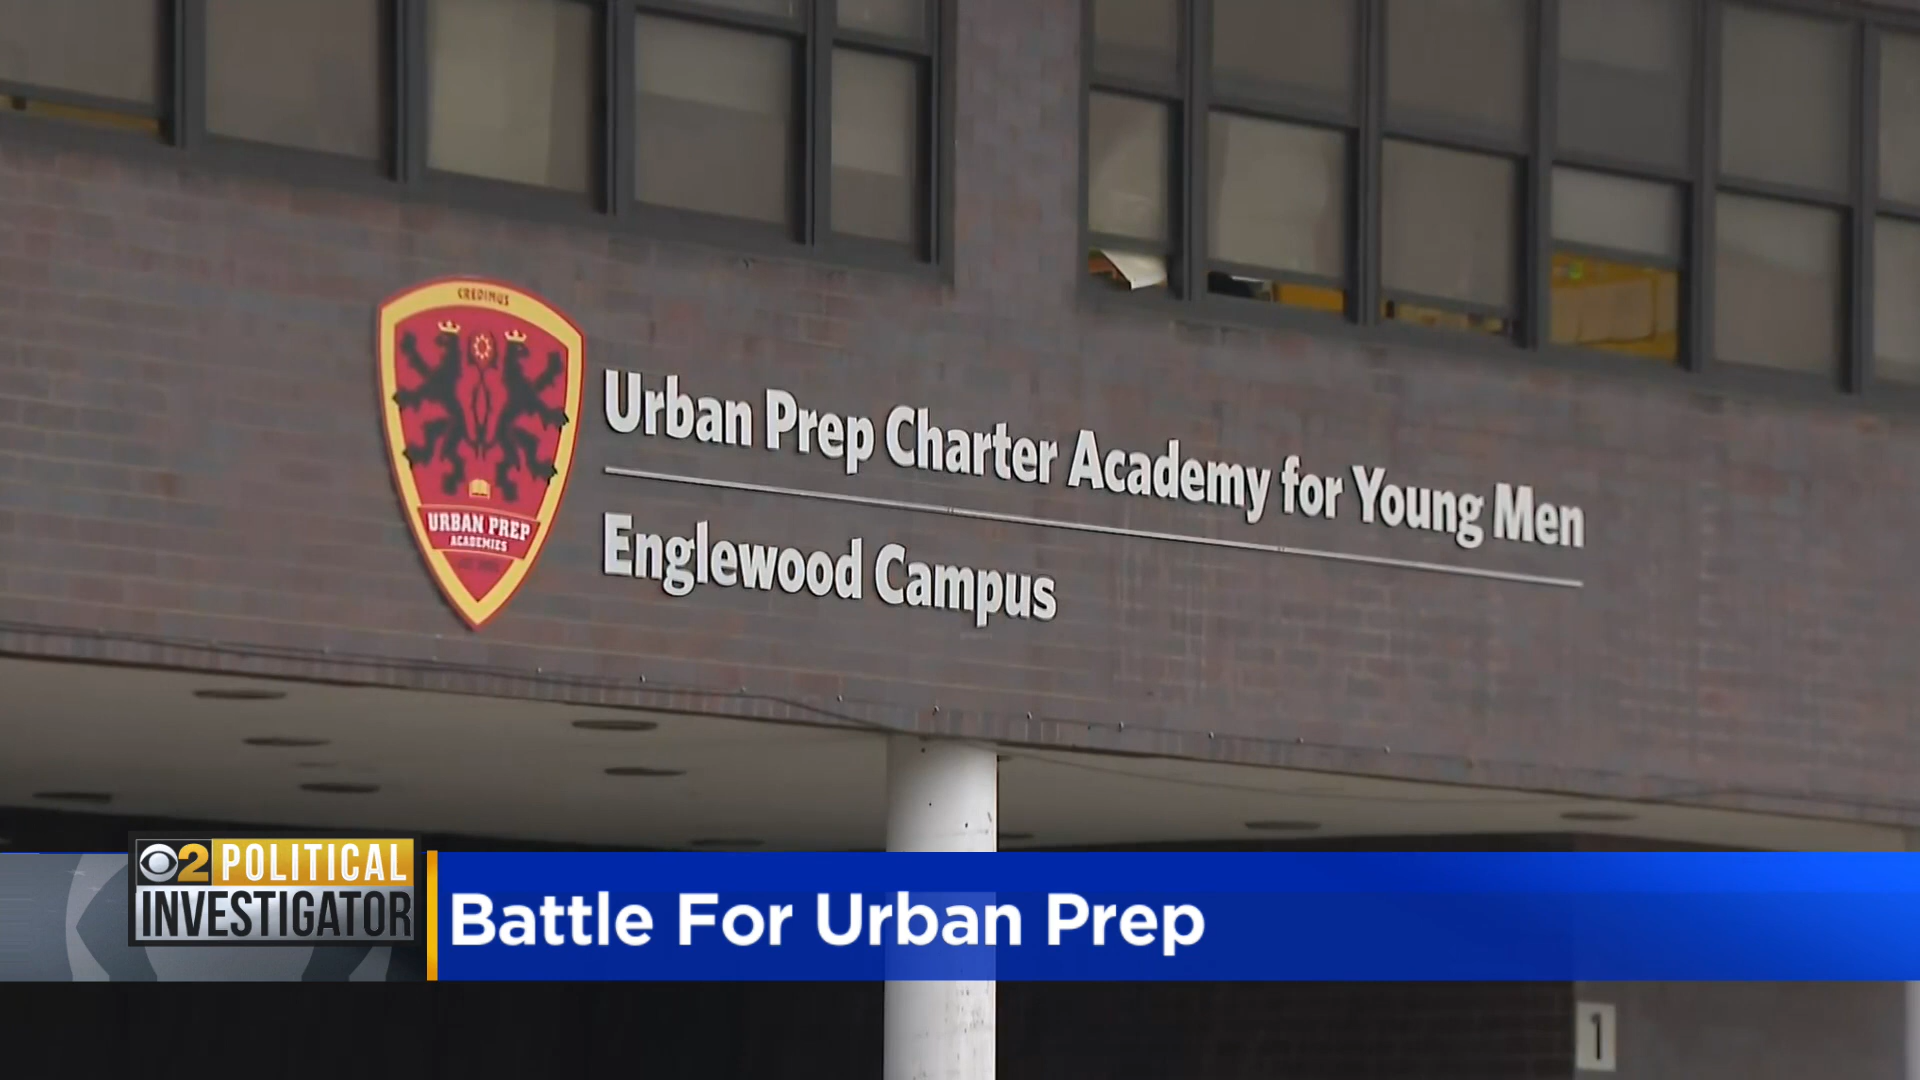 CREDIMUS
URBAN PREP
ACADEMIES
Urban Prep Charter Academy for Young Men
Englewood Campus
2 POLITICAL
INVESTIGATOR
Battle For Urban Prep
1